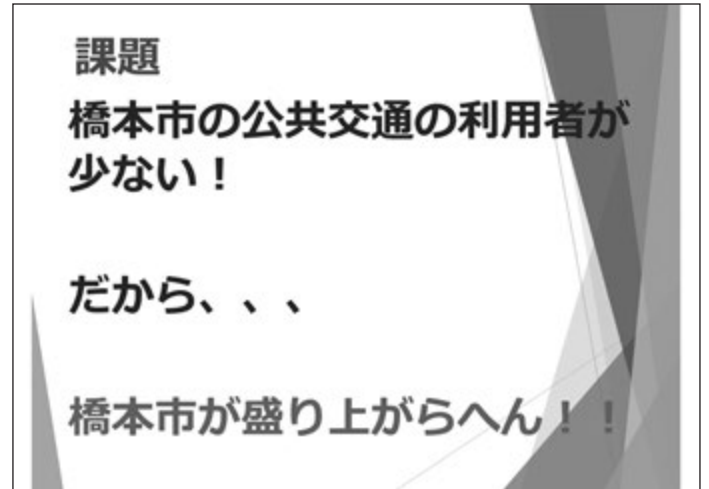 課題
橋本市の公共交通の利用者が
少ない！
だから、、、
橋本市が盛り上がらへん！！